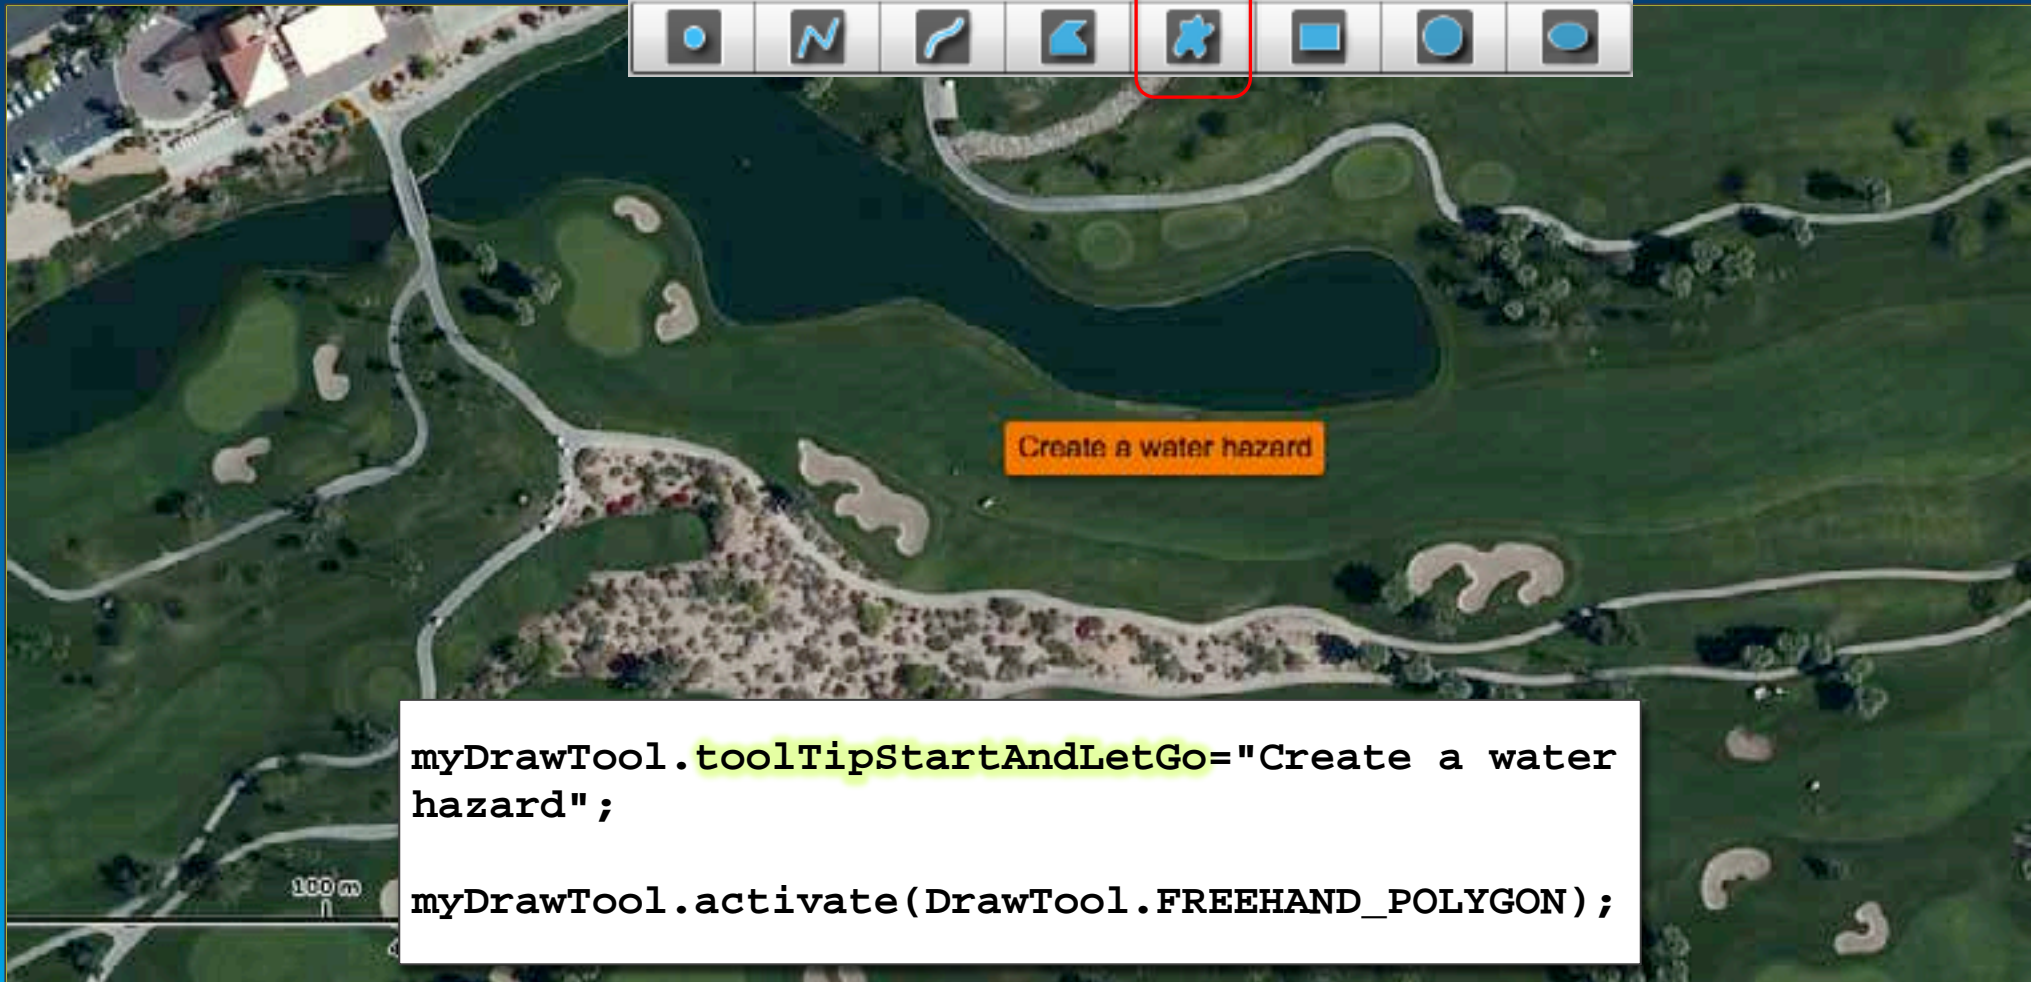 Create a water hazard
myDrawTool.toolTipStartAndLetGo="Create a water
hazard";
myDrawTool.activate(DrawTool.FREEHAND_POLYGON);
100 m